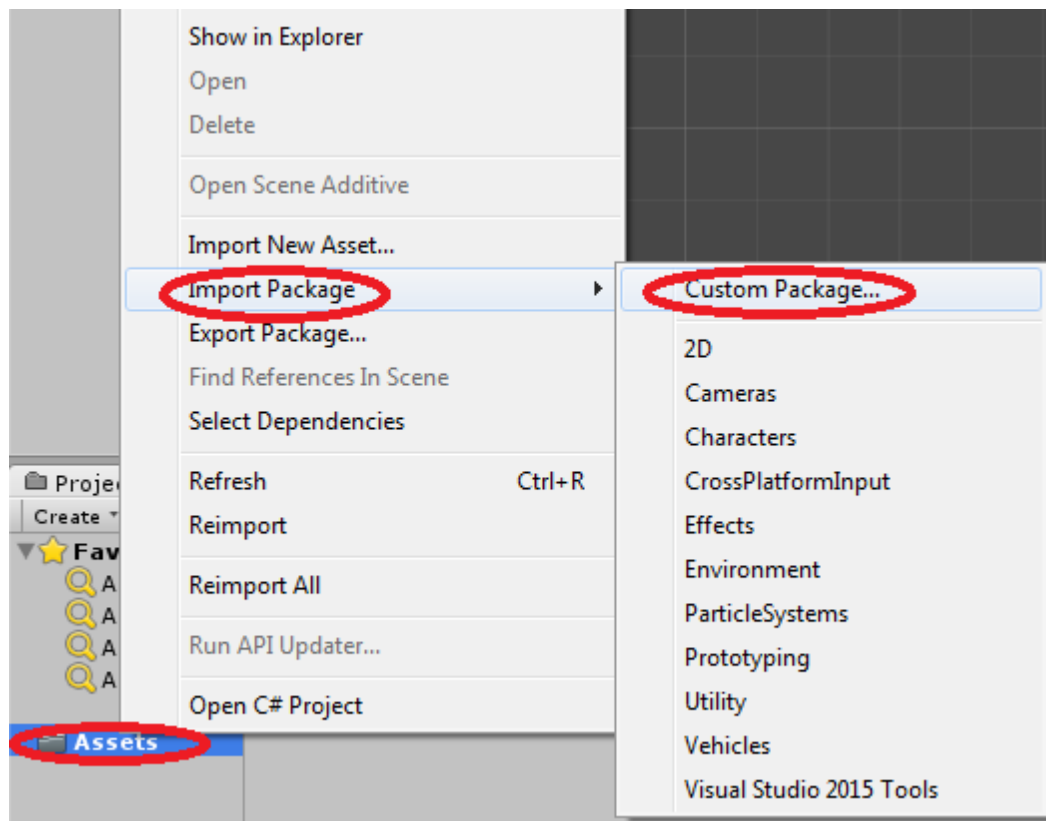 Show in Explorer
Open
Delete
Open Scene Additive
Import New Asset...
Import Package
Export Package...
Find References In Scene
Select Dependencies
Refresh Ctrl+R
Reimport
Reimport All
Run API Updater...
Open C# Project
Custom Package...
2D
Cameras
Characters
CrossPlatformInput
Effects
Environment
ParticleSystems
Prototyping
Utility
Vehicles
Visual Studio 2015 Tools
Proje
Create
Fav
A
A
A
A
Assets